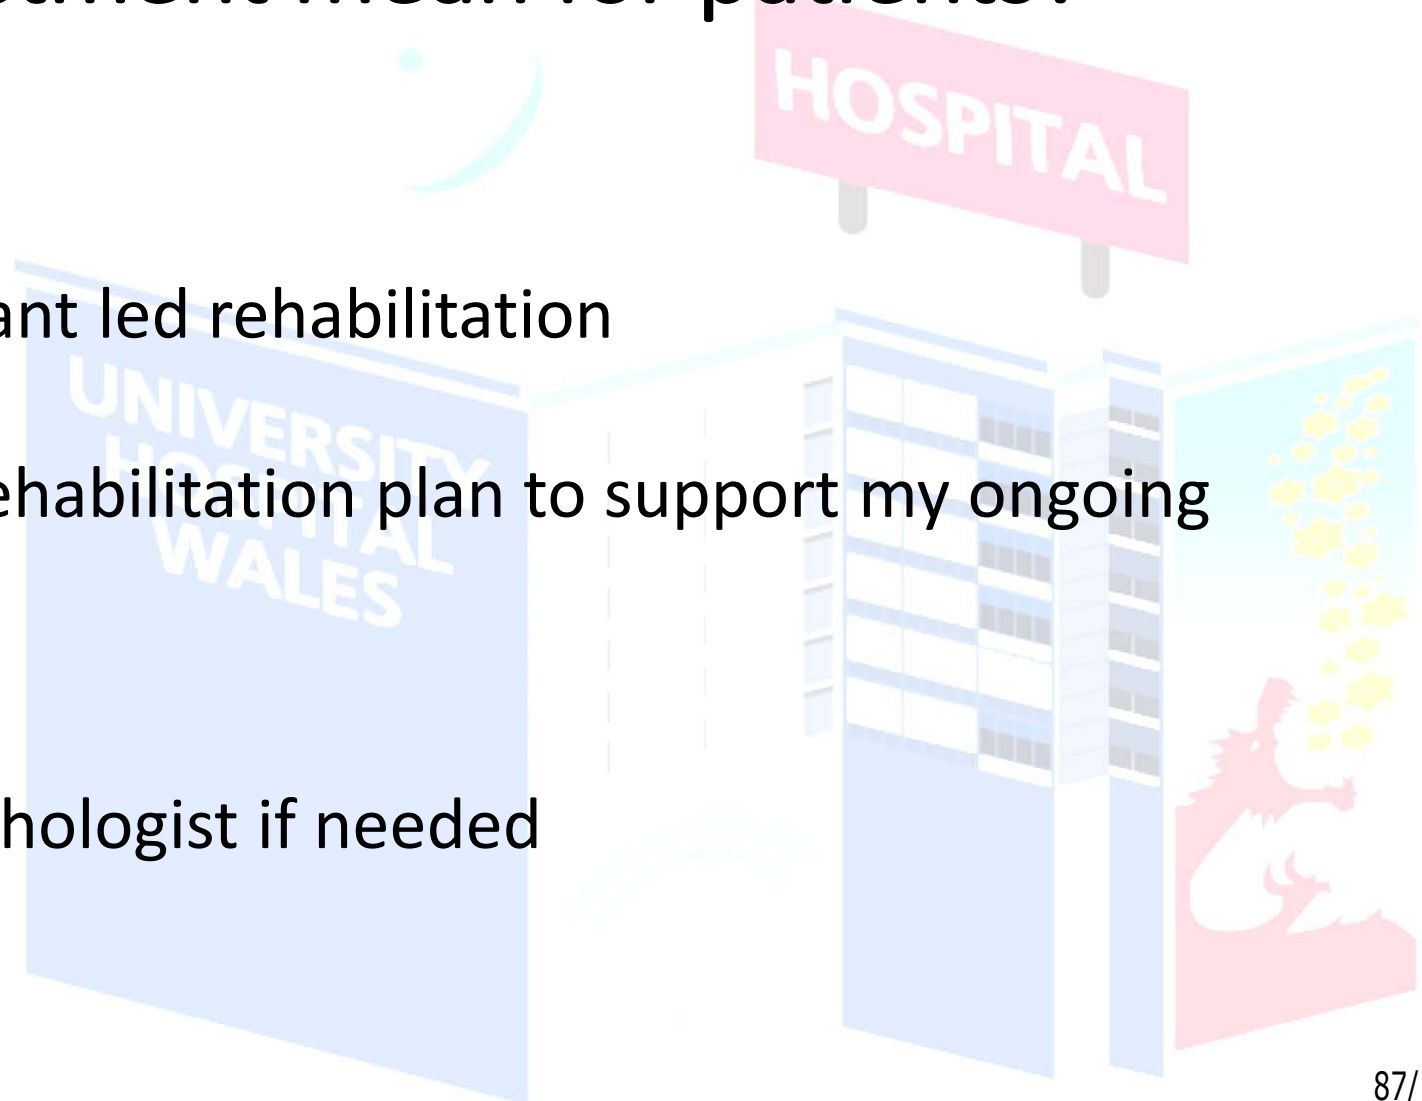 HOSPITAL
ant led rehabilitation
UNIVERSITY
HOSPITAL
WALES
ehabilitation plan to support my ongoing
hologist if needed
87/